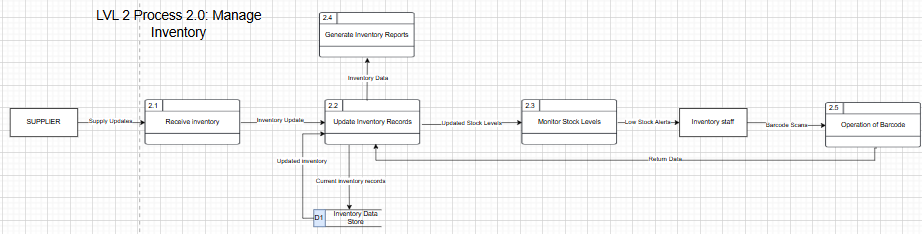 LVL 2 Process 2.0: Manage
Inventory
2.4
Generate Inventory Reports
Inventory Data
SUPPLIER
Supply Updates
2.1
Receive inventory
Inventory Update
2.2
Update Inventory Records
Updated Stock Levels
2.3
Monitor Stock Levels
Low Stock Alerts
Inventory staff
Barcode Scans
2.5
Operation of Barcode
Return Data
Updated inventory
Current inventory records
D1
Inventory Data
Store